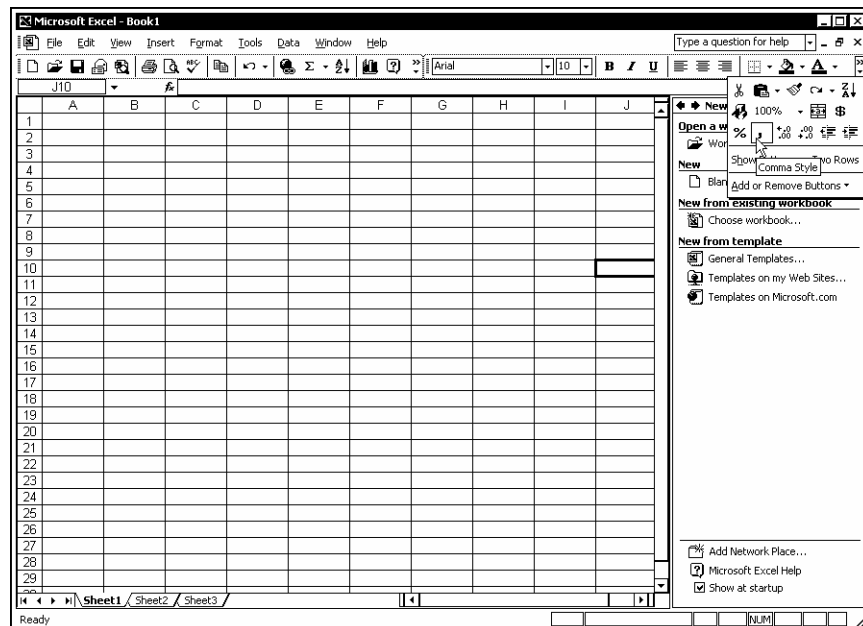 Microsoft Excel - Book1
File Edit View Insert Format Tools Data Window Help
Type a question for help
Arial 10 B I U
J10 fx
100% $
% ,
A B C D E F G H I J
1
2
3
4
5
6
7
8
9
10
11
12
13
14
15
16
17
18
19
20
21
22
23
24
25
26
27
28
29
New
Open a w
Wor
New
Blan
New from existing workbook
Choose workbook...
New from template
General Templates...
Templates on my Web Sites...
Templates on Microsoft.com
Comma Style
Two Rows
Add or Remove Buttons
Add Network Place...
Microsoft Excel Help
Show at startup
Sheet1 Sheet2 Sheet3
Ready
NUM